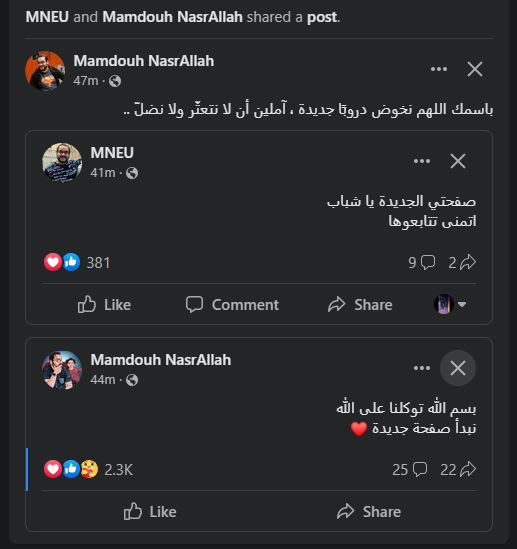 MNEU and Mamdouh NasrAllah shared a post.
Mamdouh NasrAllah
47m ·
باسمك اللهم نخوض دروبًا جديدة ، آملين أن لا نتعثّر ولا نضلّ ..
MNEU
41m ·
صفحتي الجديدة يا شباب
اتمنى تتابعوها
381 9 2
Like Comment Share
Mamdouh NasrAllah
44m ·
بسم الله توكلنا على الله
نبدأ صفحة جديدة ❤️
2.3K 25 22
Like Share